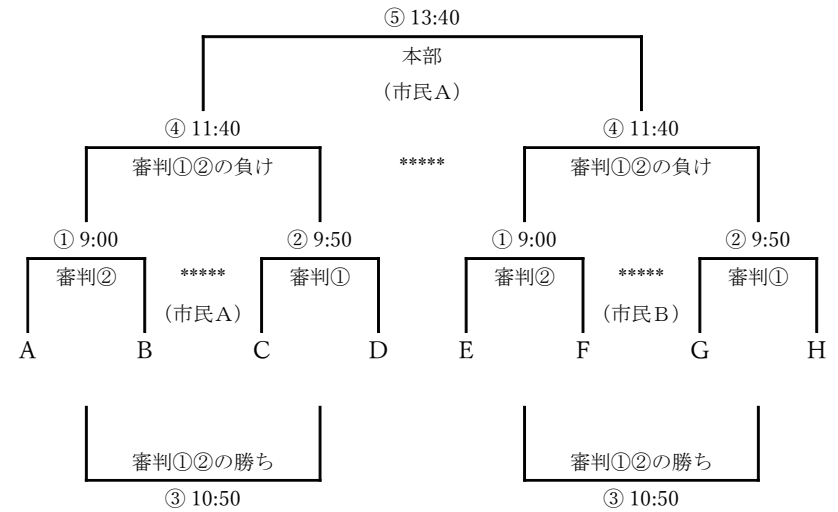 ⑤ 13:40
本部
（市民A）
④ 11:40 ④ 11:40
審判①②の負け ***** 審判①②の負け
① 9:00 ② 9:50 ① 9:00 ② 9:50
審判② ***** 審判① 審判② ***** 審判①
（市民A） （市民B）
A B C D E F G H
審判①②の勝ち 審判①②の勝ち
③ 10:50 ③ 10:50